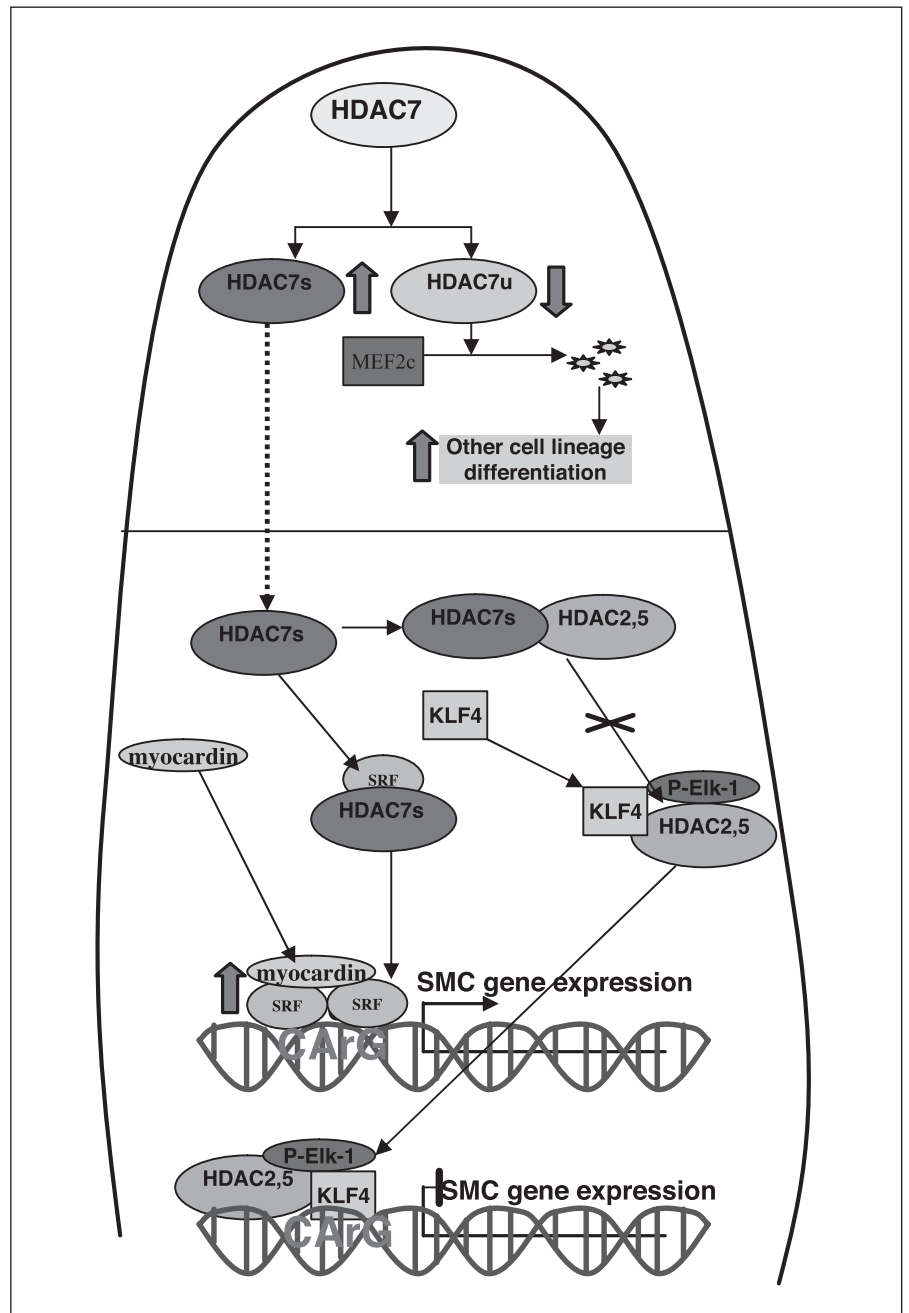 HDAC7
HDAC7s
HDAC7u
MEF2c
Other cell lineage
differentiation
HDAC7s
HDAC7s
HDAC2,5
KLF4
myocardin
SRF
HDAC7s
P-Elk-1
KLF4
HDAC2,5
myocardin
SRF
SRF
SMC gene expression
CArG
P-Elk-1
HDAC2,5
KLF4
SMC gene expression
CArG